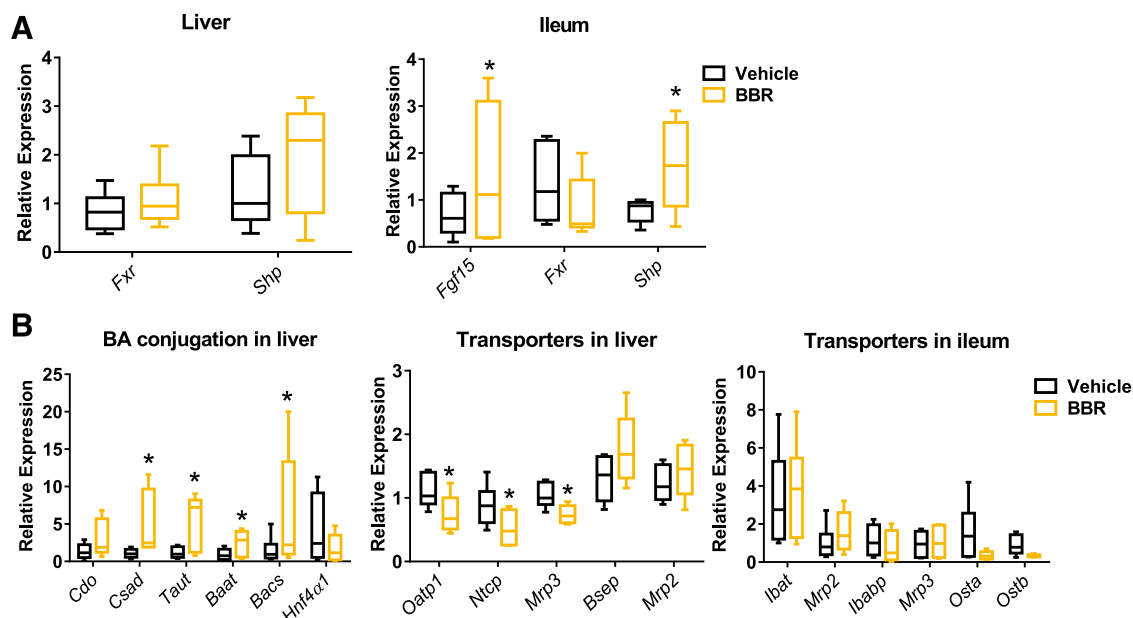 A
Liver
Ileum
Relative Expression
4
3
2
1
0
Fxr
Shp
Relative Expression
4
3
2
1
0
*
*
Fgf15
Fxr
Shp
Vehicle
BBR
B
BA conjugation in liver
Transporters in liver
Transporters in ileum
Relative Expression
25
20
15
10
5
0
*
*
*
*
Cdo
Csad
Taut
Baat
Bacs
Hnf4α1
Relative Expression
3
2
1
0
*
*
*
Oatp1
Ntcp
Mrp3
Bsep
Mrp2
Relative Expression
10
8
6
4
2
0
Ibat
Mrp2
Ibabp
Mrp3
Osta
Ostb
Vehicle
BBR